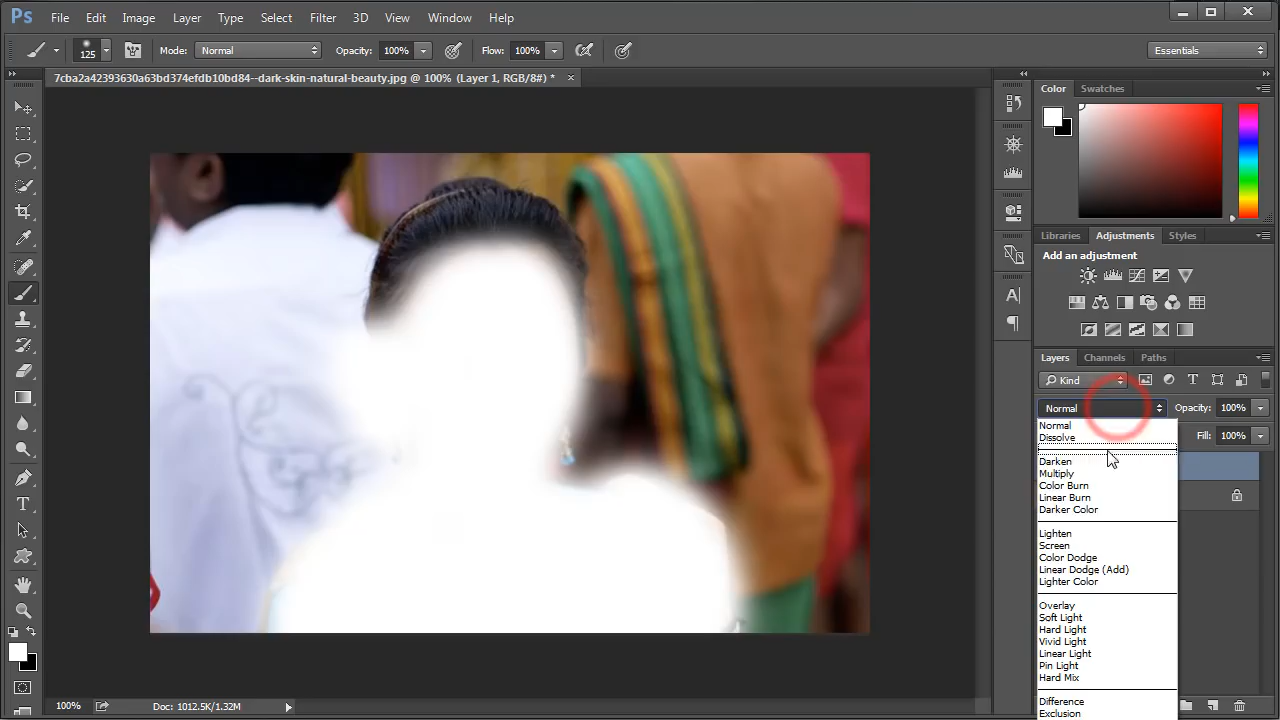 Ps File Edit Image Layer Type Select Filter 3D View Window Help
125 Mode: Normal Opacity: 100% Flow: 100% Essentials
7cba2a42393630a63bd374efdb10bd84--dark-skin-natural-beauty.jpg @ 100% (Layer 1, RGB/8#) * ×
Color Swatches
Libraries Adjustments Styles
Add an adjustment
Layers Channels Paths
Kind
Normal Opacity: 100%
Normal
Fill: 100%
Dissolve
Darken
Multiply
Color Burn
Linear Burn
Darker Color
Lighten
Screen
Color Dodge
Linear Dodge (Add)
Lighter Color
Overlay
Soft Light
Hard Light
Vivid Light
Linear Light
Pin Light
Hard Mix
Difference
Exclusion
100% Doc: 1012.5K/1.32M